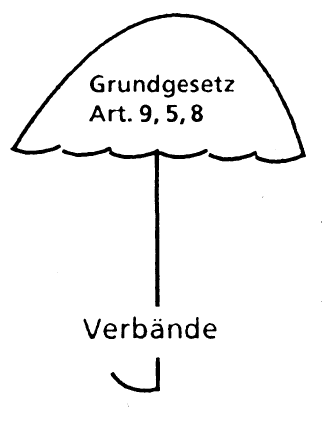 Grundgesetz
Art. 9, 5, 8
Verbände